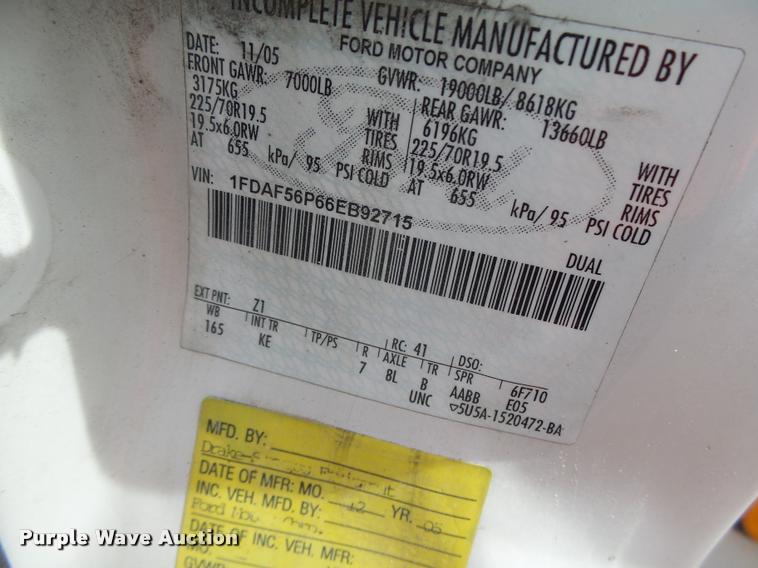 INCOMPLETE VEHICLE MANUFACTURED BY
FORD MOTOR COMPANY
DATE: 11/05 GVWR: 19000LB/ 8618KG
FRONT GAWR: 7000LB REAR GAWR: 13660LB
3175KG WITH 6196KG WITH
225/70R19.5 TIRES 225/70R19.5 TIRES
19.5x6.0RW RIMS 19.5x6.0RW RIMS
AT 655 kPa/ 95 PSI COLD AT 655 kPa/ 95 PSI COLD
VIN: 1FDAF56P66EB92715
DUAL
EXT PNT: Z1 RC: 41 DSO:
WB INT TR TP/PS R AXLE TR SPR 6F710
165 KE 7 8L B AABB E05
UNC ▽5U5A-1520472-BA
MFD. BY:
DATE OF MFR: MO. 12 YR. 05
INC. VEH. MFD. BY:
Ford
DATE OF INC. VEH. MFR:
MO.
GVWR
Purple Wave Auction